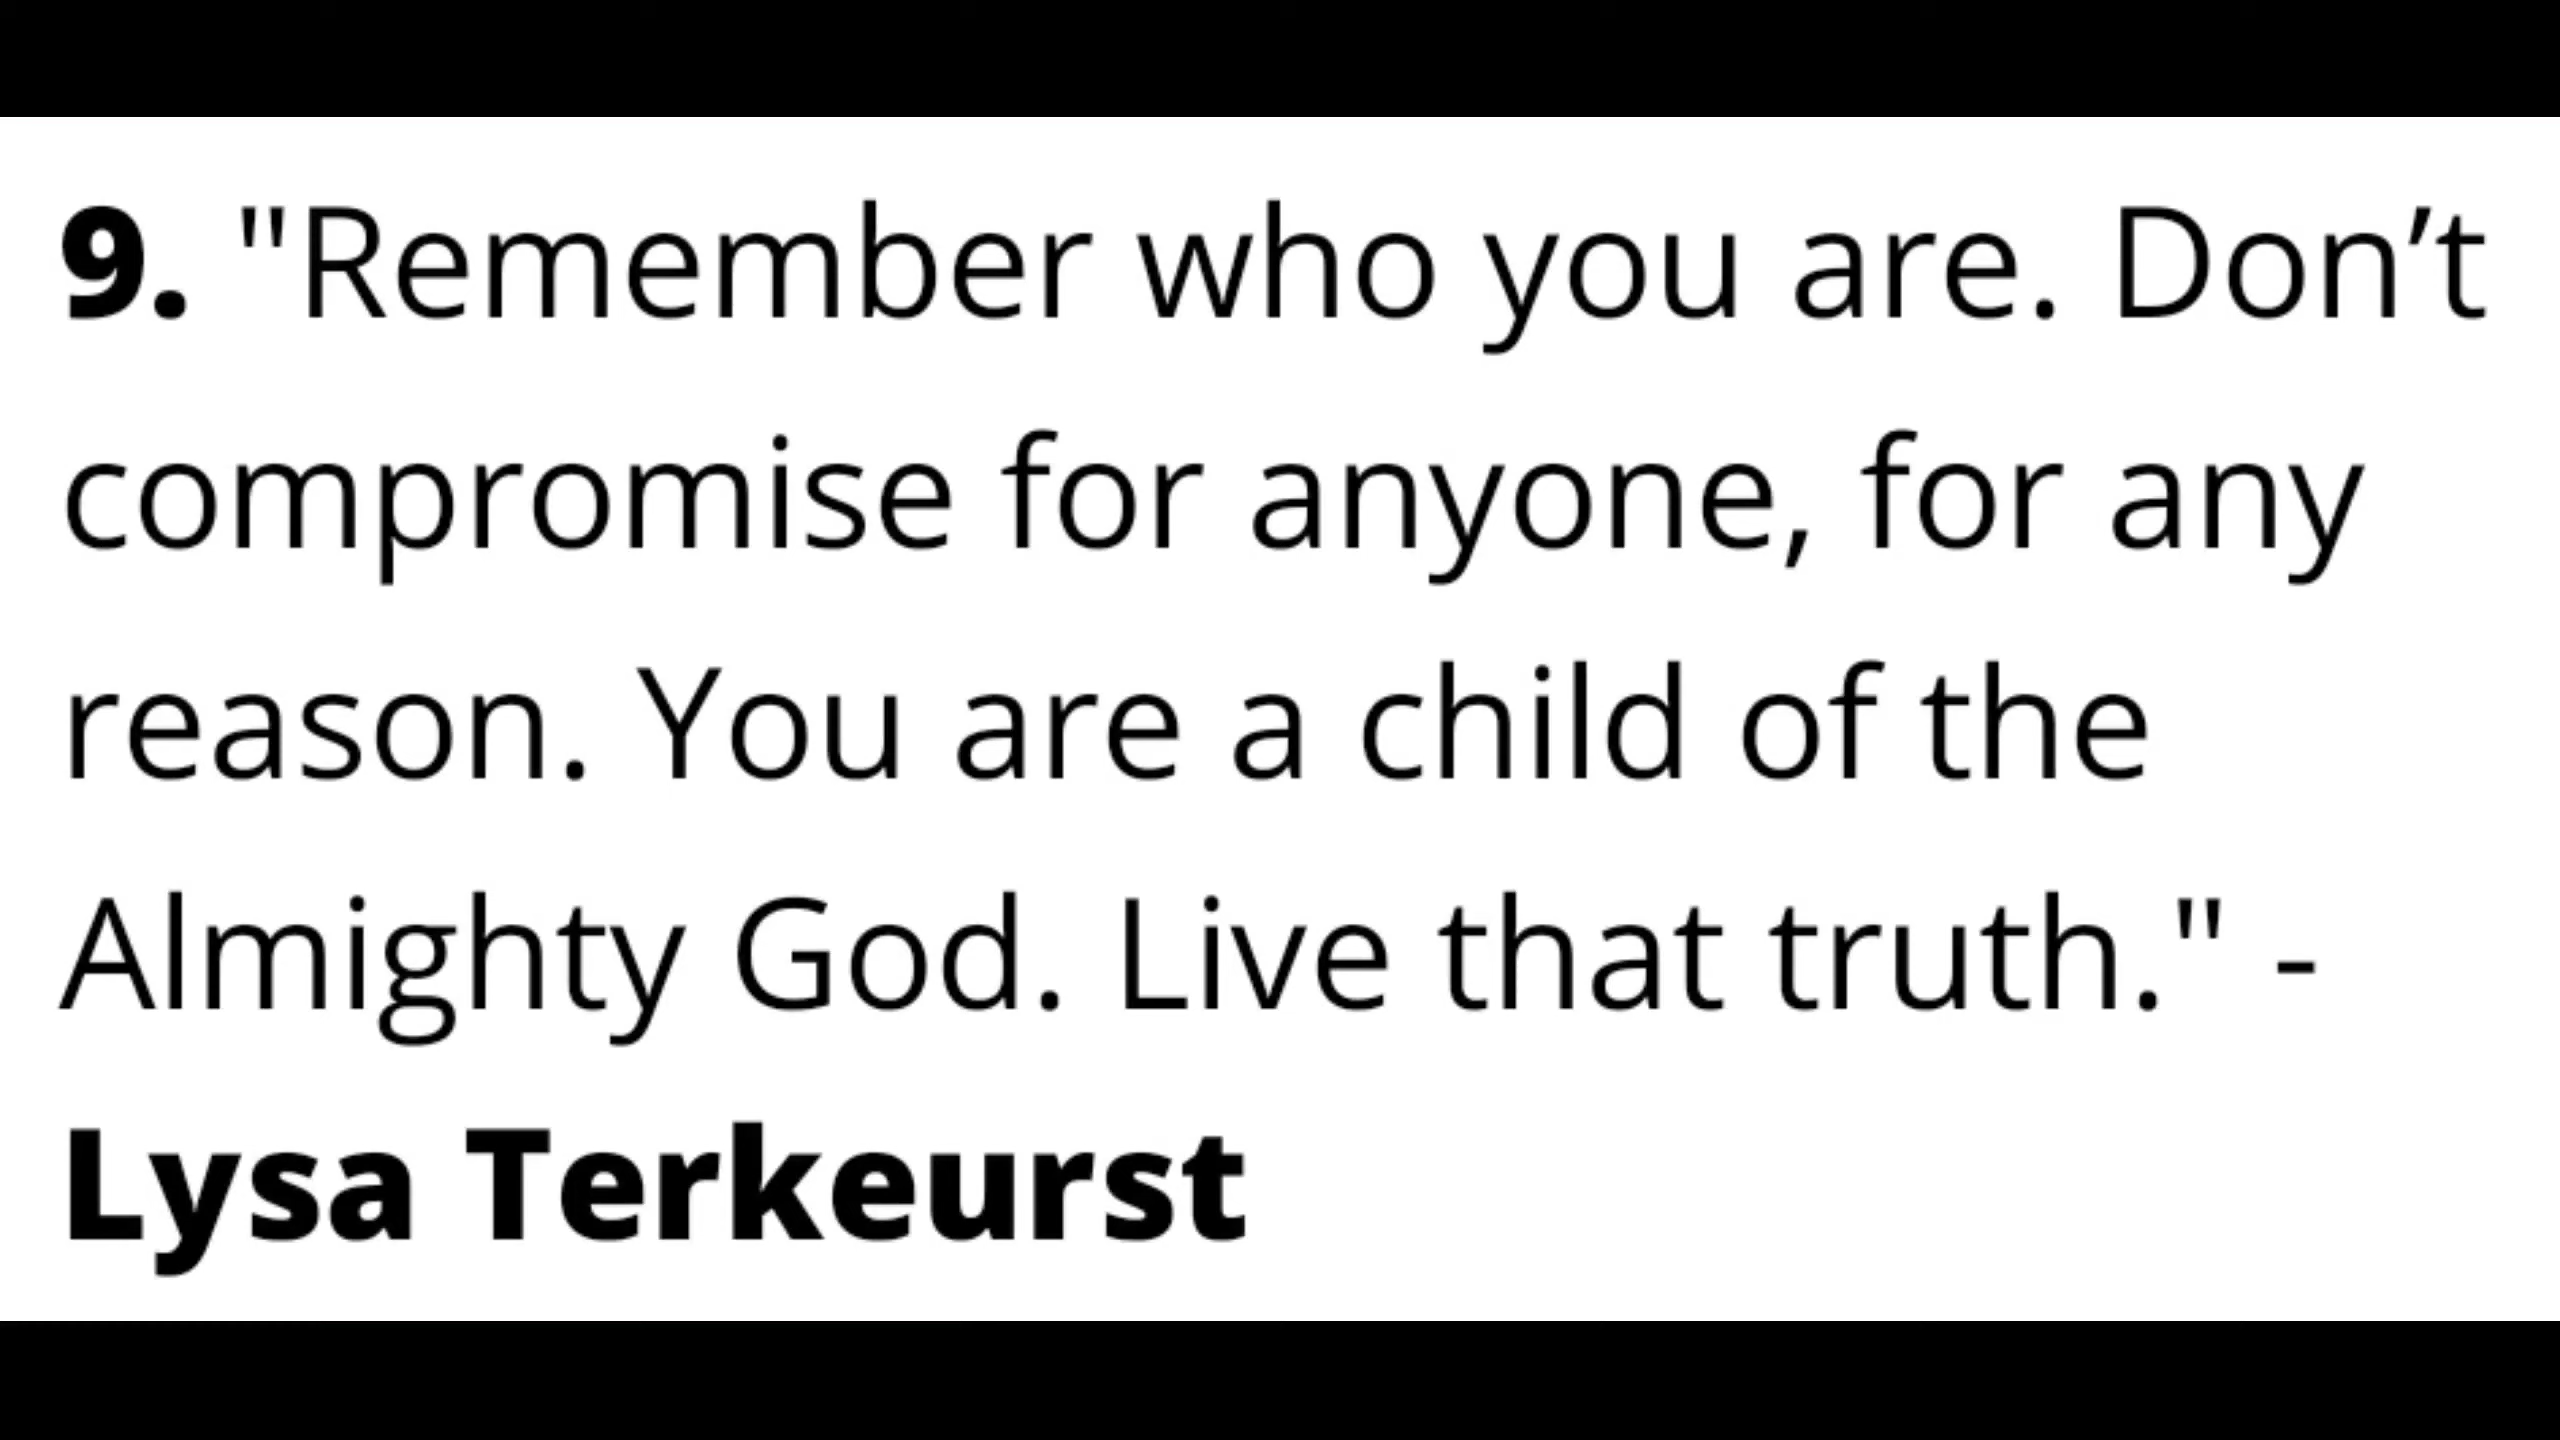 9. "Remember who you are. Don’t
compromise for anyone, for any
reason. You are a child of the
Almighty God. Live that truth." -
Lysa Terkeurst